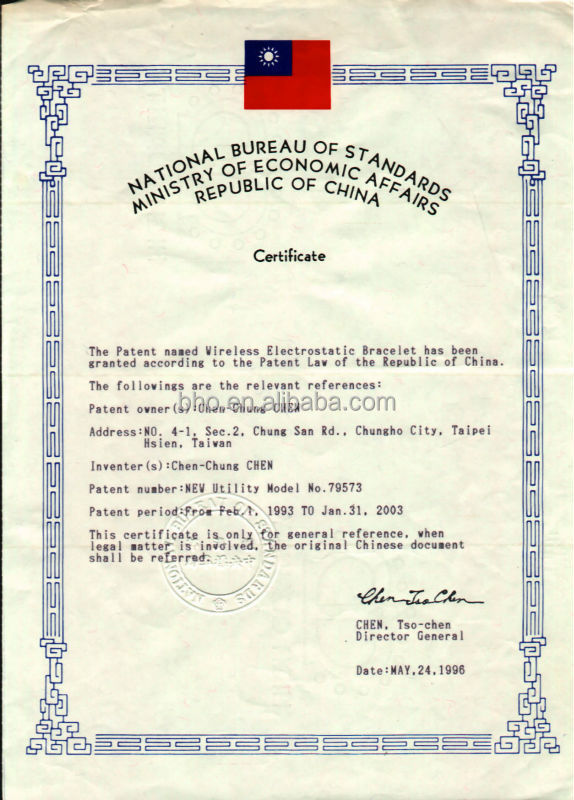 NATIONAL BUREAU OF STANDARDS
MINISTRY OF ECONOMIC AFFAIRS
REPUBLIC OF CHINA
Certificate
The Patent named Wireless Electrostatic Bracelet has been
granted according to the Patent Law of the Republic of China.
The followings are the relevant references:
bho.en.alibaba.com
Patent owner(s):Chen-Chung CHEN
Address:NO. 4-1, Sec.2, Chung San Rd., Chungho City, Taipei
Hsien, Taiwan
Inventer(s):Chen-Chung CHEN
Patent number:NEW Utility Model No.79573
Patent period:From Feb.1, 1993 TO Jan.31, 2003
This certificate is only for general reference, when
legal matter is involved, the original Chinese document
shall be referred.
Chen Tso Chen
CHEN, Tso-chen
Director General
Date:MAY,24,1996